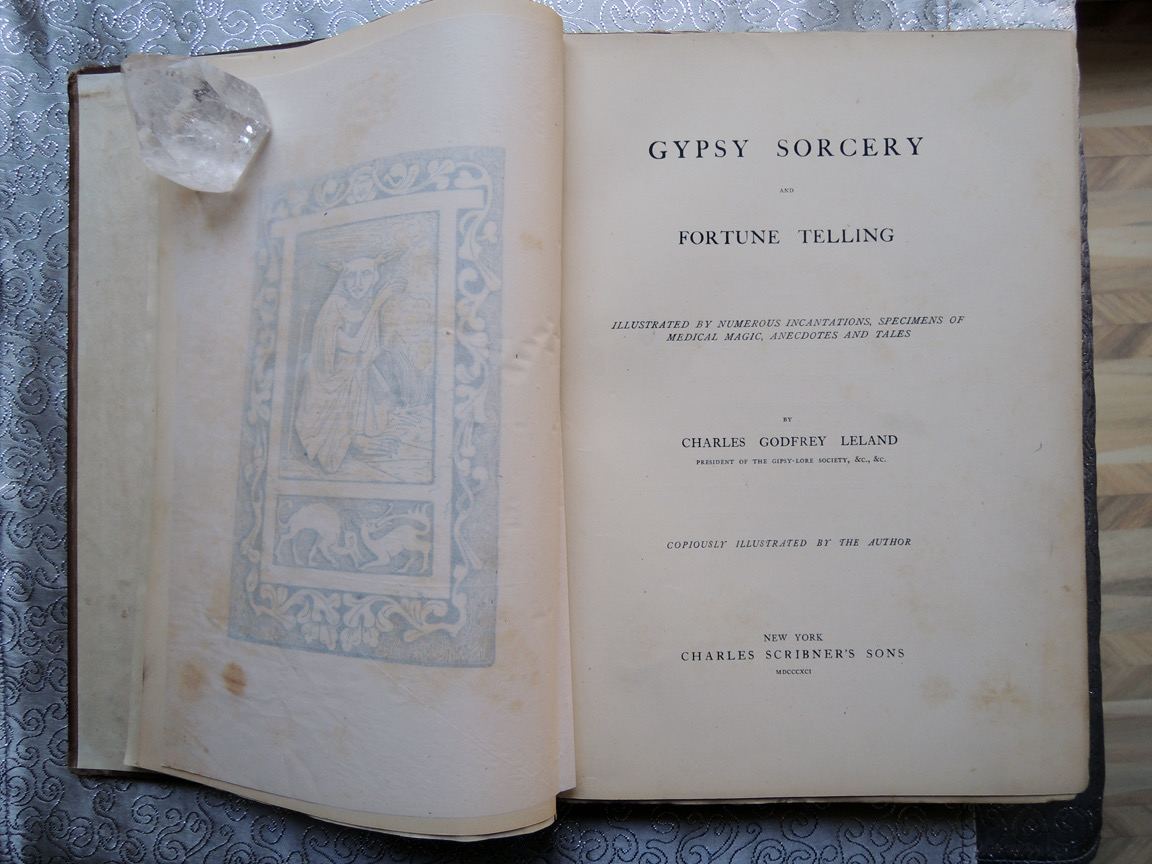 GYPSY SORCERY
AND
FORTUNE TELLING
ILLUSTRATED BY NUMEROUS INCANTATIONS, SPECIMENS OF
MEDICAL MAGIC, ANECDOTES AND TALES
BY
CHARLES GODFREY LELAND
PRESIDENT OF THE GIPSY-LORE SOCIETY, &C., &C.
COPIOUSLY ILLUSTRATED BY THE AUTHOR
NEW YORK
CHARLES SCRIBNER'S SONS
MDCCCXCI